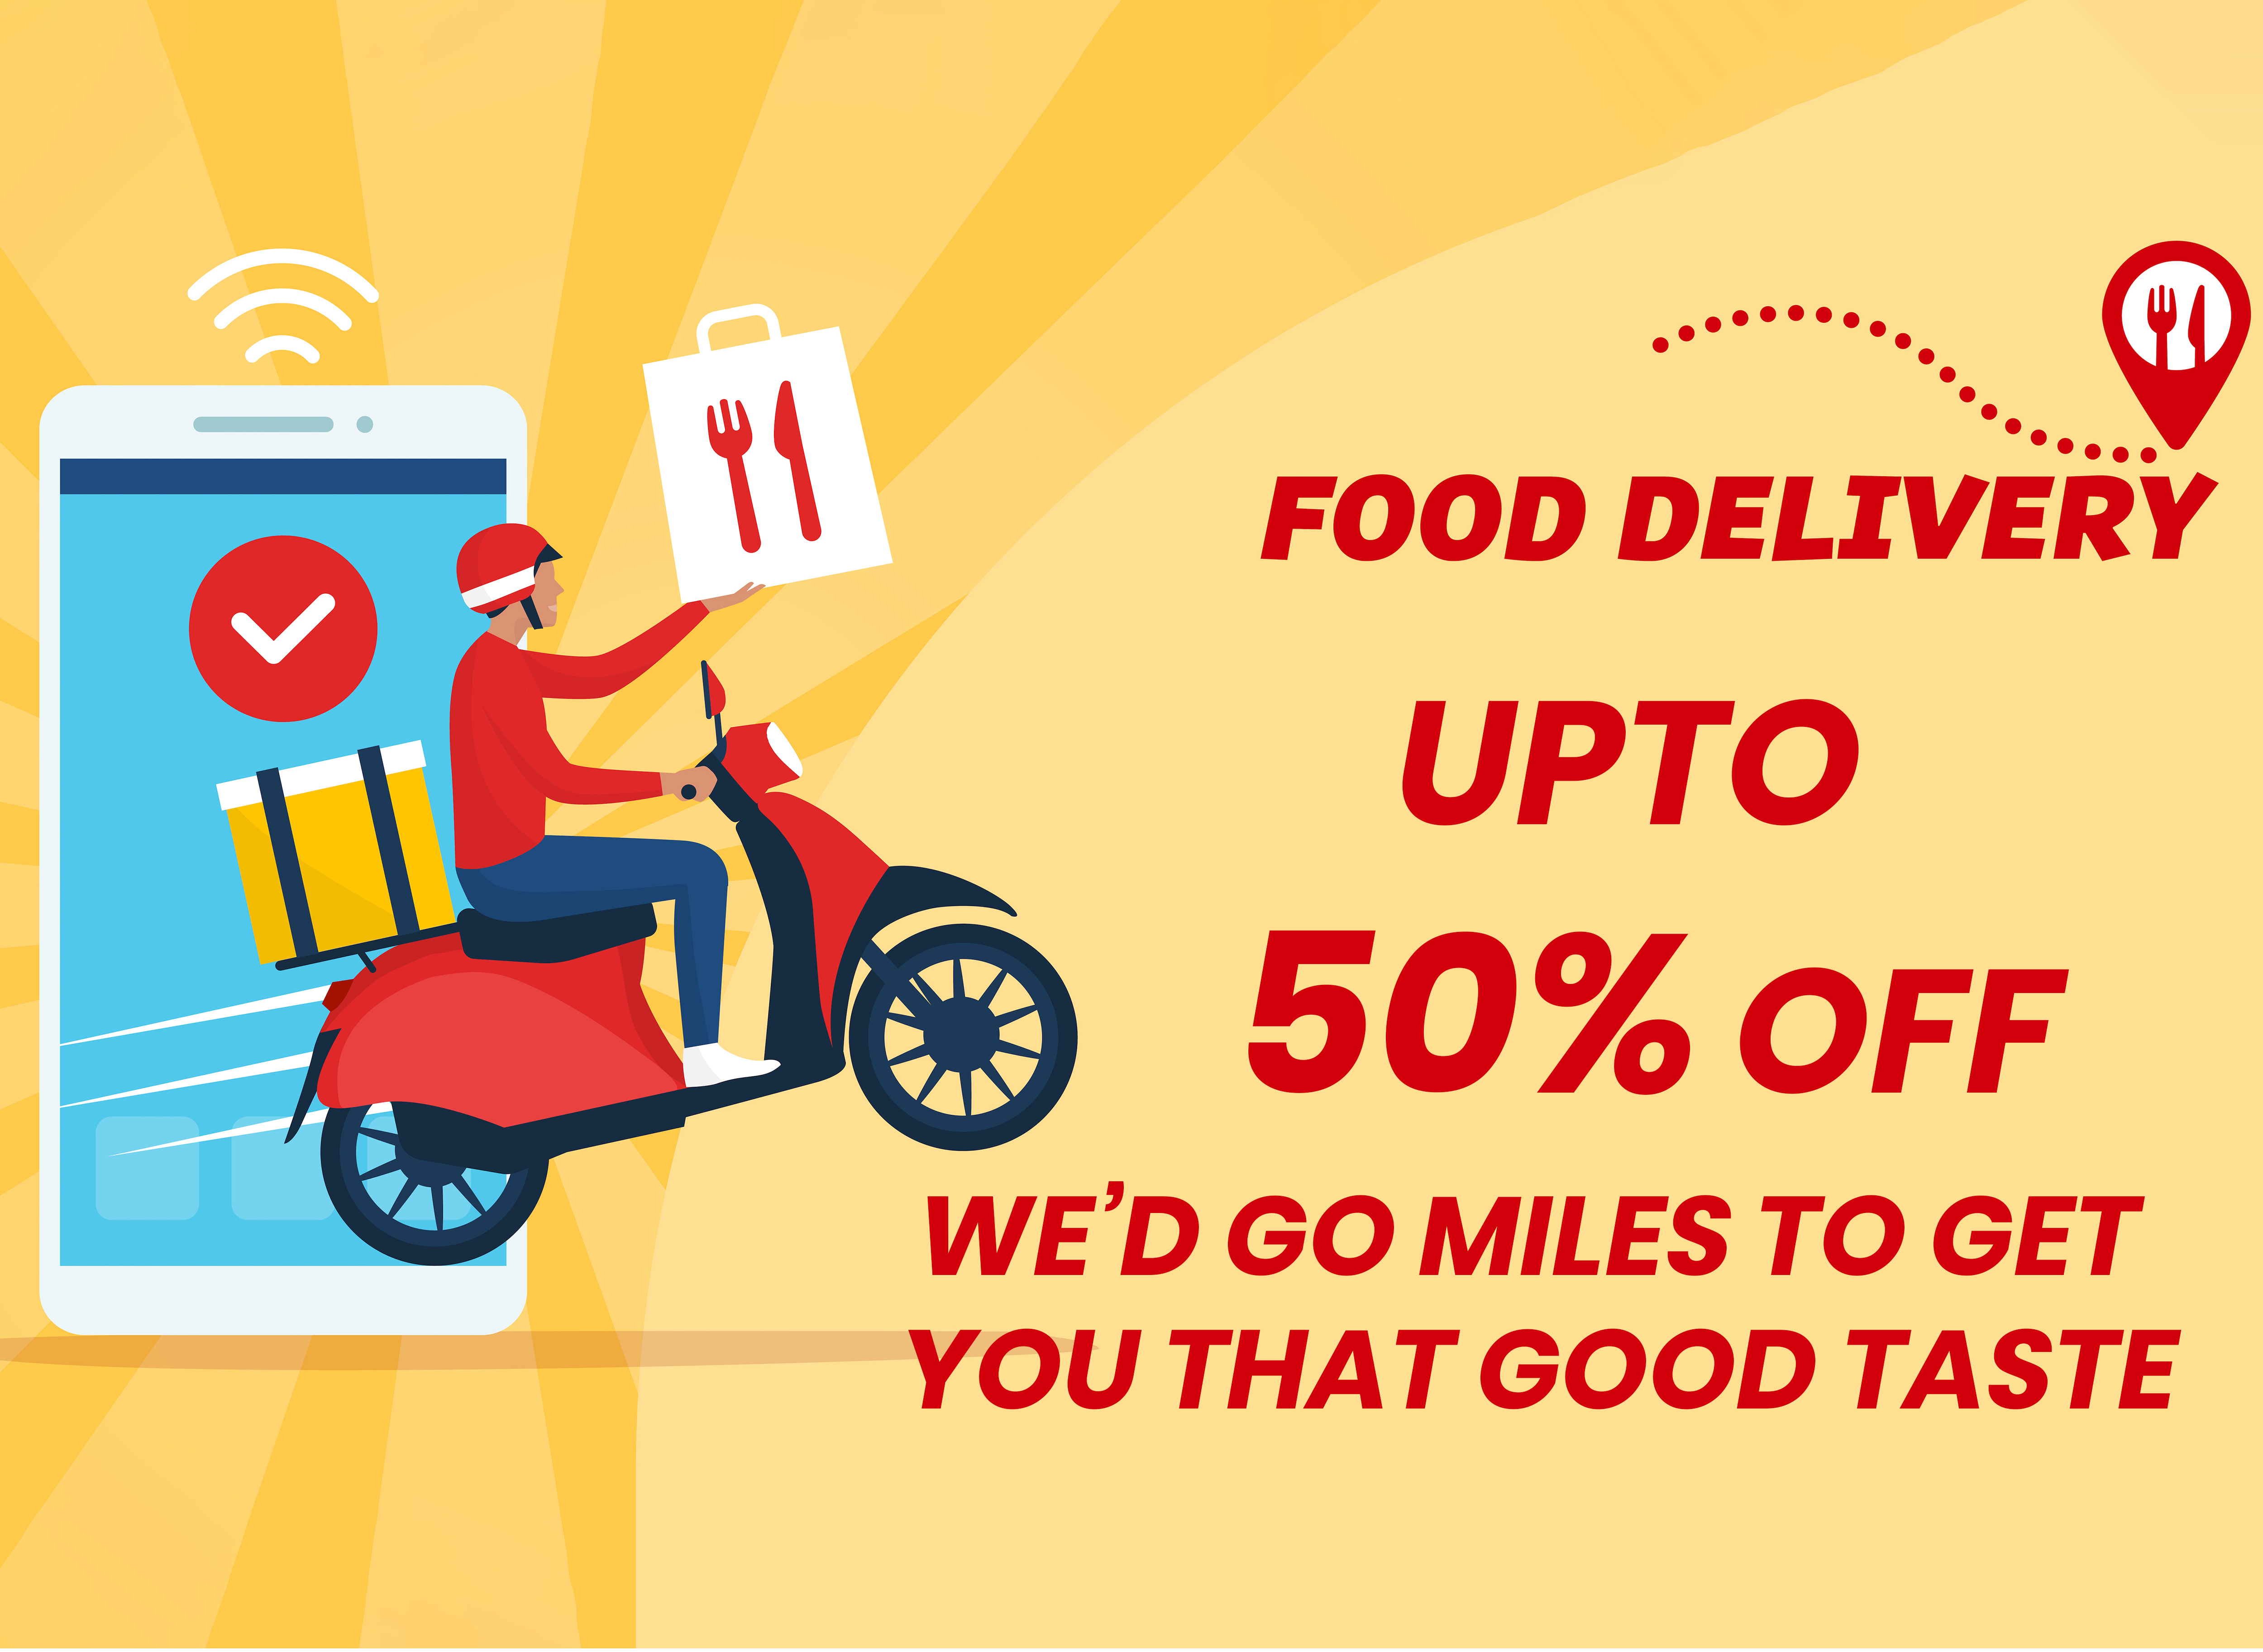 FOOD DELIVERY
UPTO
50% OFF
WE’D GO MILES TO GET
YOU THAT GOOD TASTE